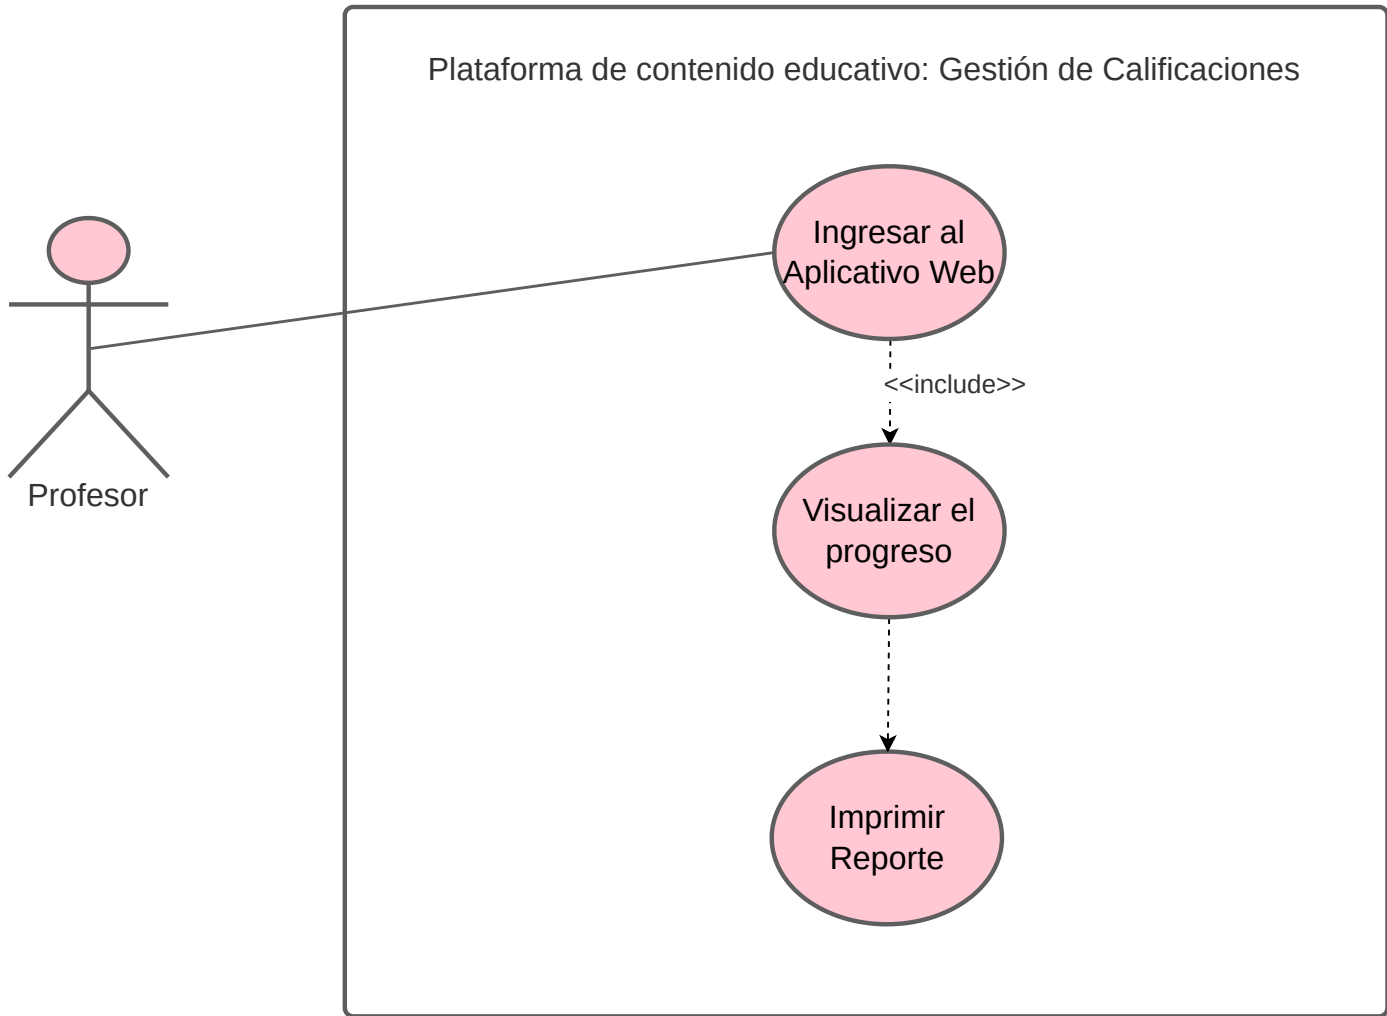 Plataforma de contenido educativo: Gestión de Calificaciones
Ingresar al
Aplicativo Web
<<include>>
Profesor
Visualizar el
progreso
Imprimir
Reporte